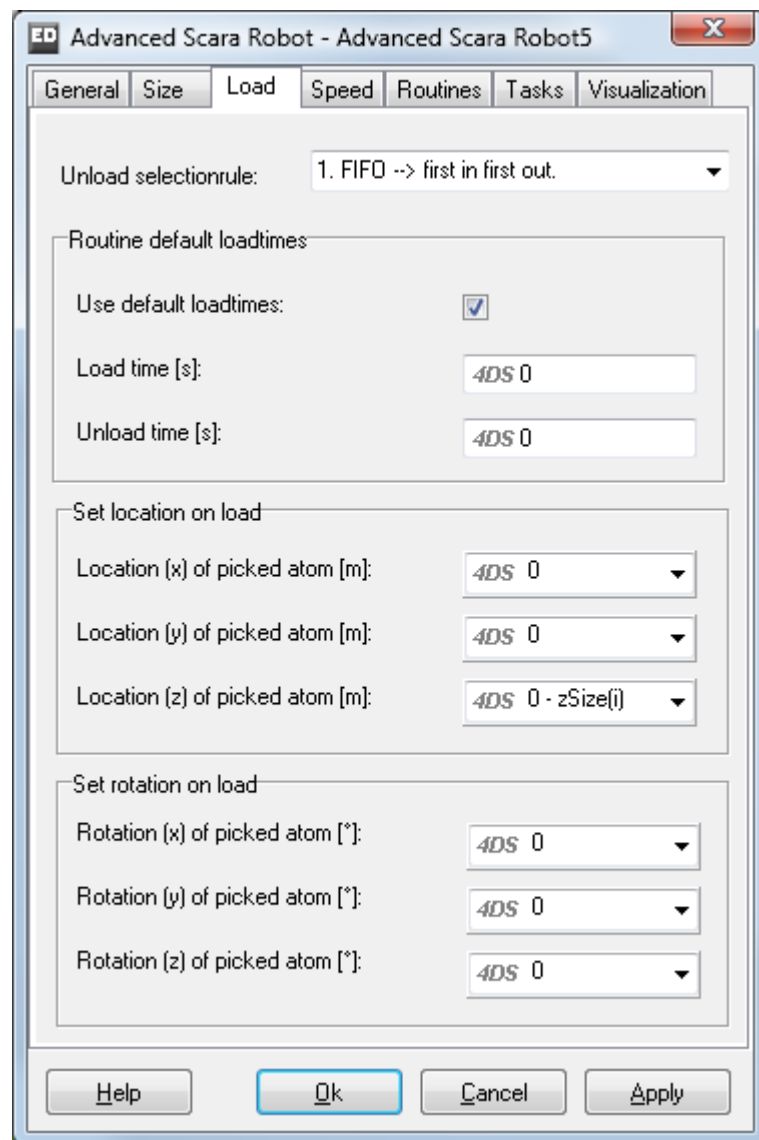 ED Advanced Scara Robot - Advanced Scara Robot5 X
General Size Load Speed Routines Tasks Visualization
Unload selectionrule: 1. FIFO --> first in first out.
Routine default loadtimes
Use default loadtimes:
Load time [s]: 4DS 0
Unload time [s]: 4DS 0
Set location on load
Location (x) of picked atom [m]: 4DS 0
Location (y) of picked atom [m]: 4DS 0
Location (z) of picked atom [m]: 4DS 0 - zSize(i)
Set rotation on load
Rotation (x) of picked atom [°]: 4DS 0
Rotation (y) of picked atom [°]: 4DS 0
Rotation (z) of picked atom [°]: 4DS 0
Help Ok Cancel Apply